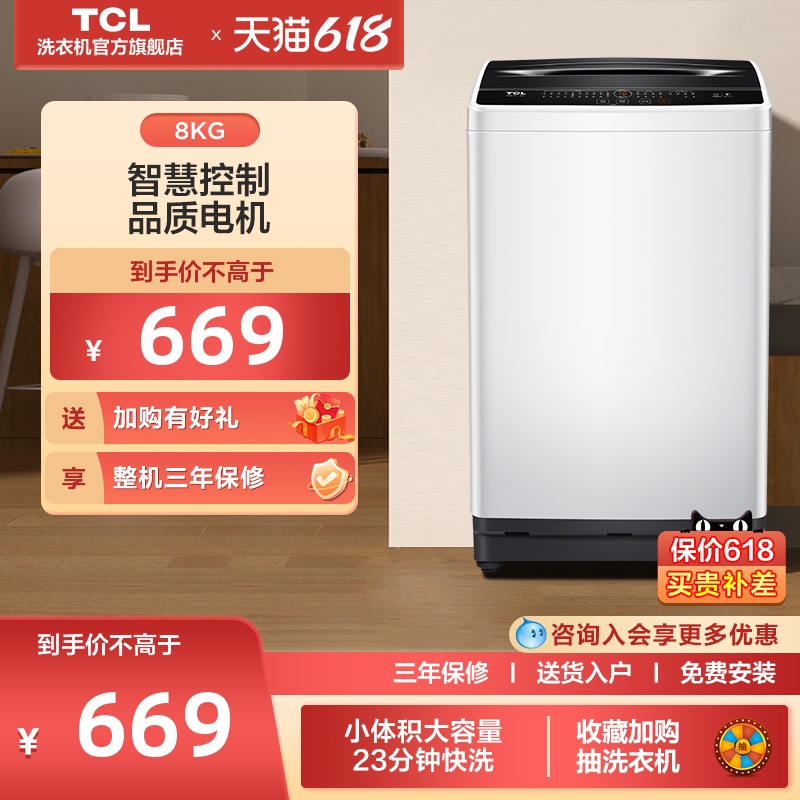 TCL
洗衣机官方旗舰店
x
天猫618
8KG
智慧控制
品质电机
到手价不高于
¥ 669
送 加购有好礼
享 整机三年保修
TCL
保价618
买贵补差
咨询入会享更多优惠
到手价不高于
¥ 669
三年保修 | 送货入户 | 免费安装
小体积大容量
23分钟快洗
收藏加购
抽洗衣机
抽